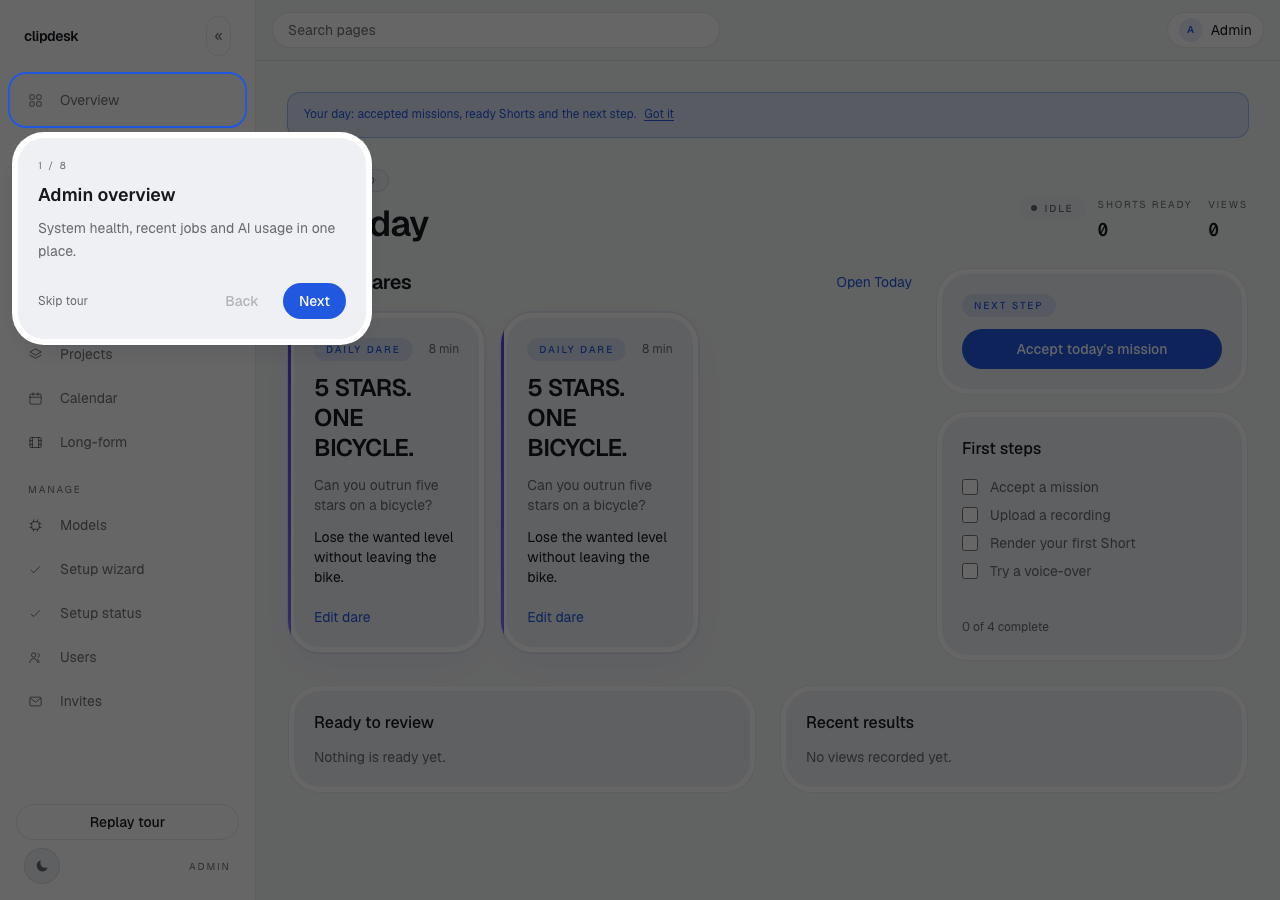 clipdesk
«
Search pages
A
Admin
Overview
Your day: accepted missions, ready Shorts and the next step. Got it
1 / 8
Admin overview
System health, recent jobs and AI usage in one
place.
Skip tour
Back
Next
day
IDLE
SHORTS READY
0
VIEWS
0
ares
Open Today
Projects
Calendar
Long-form
MANAGE
Models
Setup wizard
Setup status
Users
Invites
Replay tour
ADMIN
DAILY DARE
8 min
5 STARS.
ONE
BICYCLE.
Can you outrun five
stars on a bicycle?
Lose the wanted level
without leaving the
bike.
Edit dare
DAILY DARE
8 min
5 STARS.
ONE
BICYCLE.
Can you outrun five
stars on a bicycle?
Lose the wanted level
without leaving the
bike.
Edit dare
NEXT STEP
Accept today's mission
First steps
Accept a mission
Upload a recording
Render your first Short
Try a voice-over
0 of 4 complete
Ready to review
Nothing is ready yet.
Recent results
No views recorded yet.